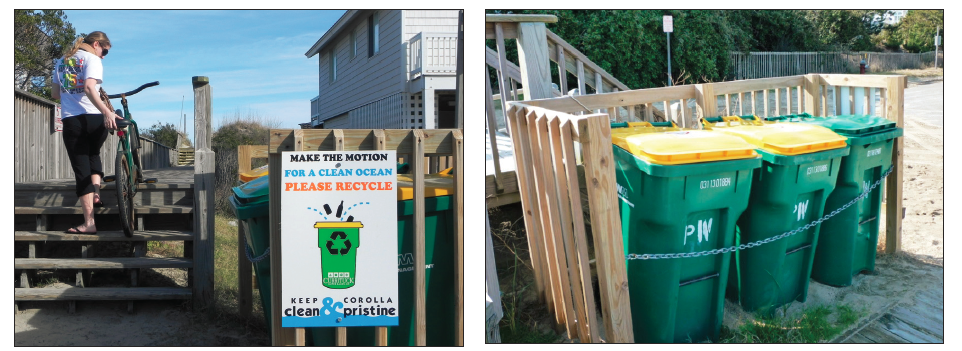 MAKE THE MOTION
FOR A CLEAN OCEAN
PLEASE RECYCLE
KEEP COROLLA
clean & pristine
PW
PW